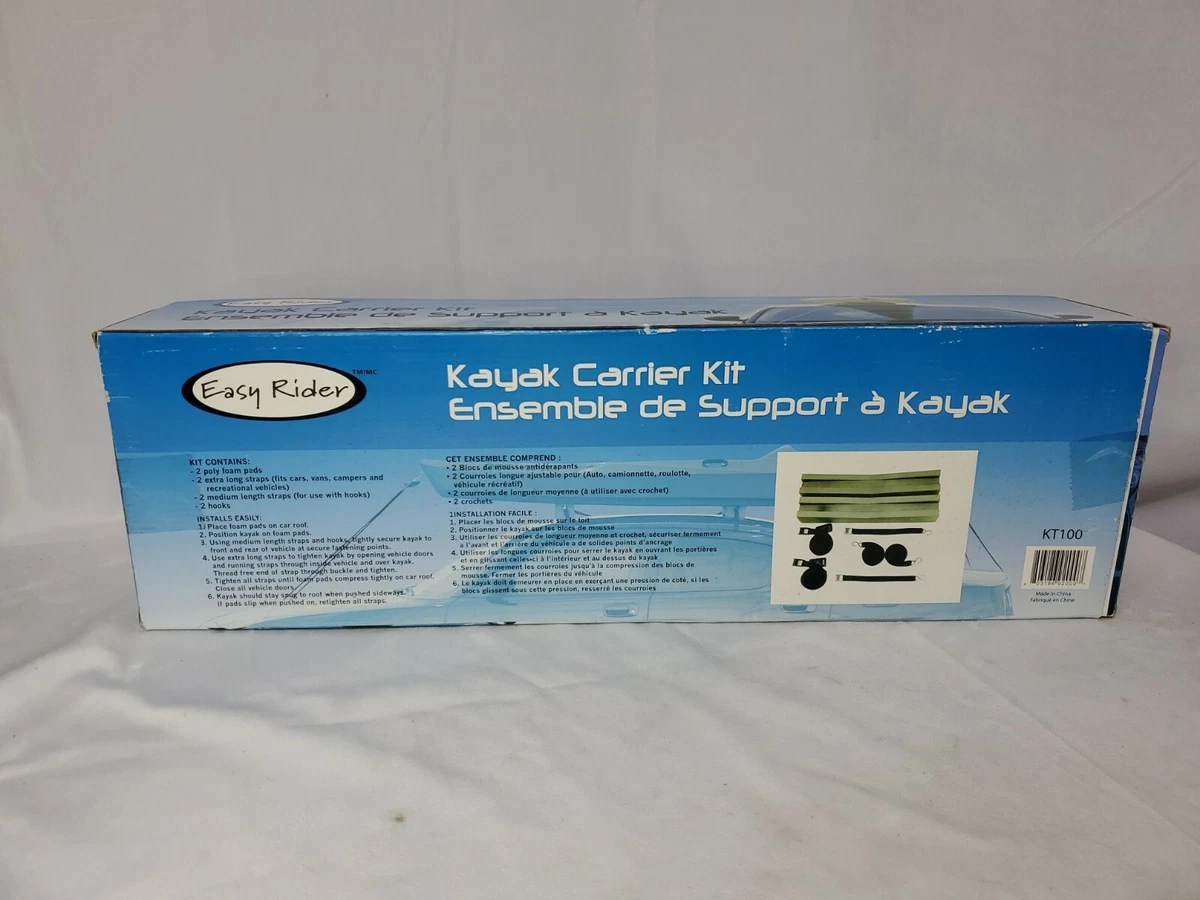 Easy Rider
Kayak Carrier Kit
Ensemble de Support à Kayak
Easy Rider TM/MC
Kayak Carrier Kit
Ensemble de Support à Kayak
KIT CONTAINS:
- 2 poly foam pads
- 2 extra long straps (fits cars, vans, campers and
recreational vehicles)
- 2 medium length straps (for use with hooks)
- 2 hooks
INSTALLS EASILY:
1. Place foam pads on car roof.
2. Position kayak on foam pads.
3. Using medium length straps and hooks, tightly secure kayak to
front and rear of vehicle at secure fastening points.
4. Use extra long straps to tighten kayak by opening vehicle doors
and running straps through inside vehicle and over kayak.
Thread free end of strap through buckle and tighten.
5. Tighten all straps until foam pads compress tightly on car roof.
Close all vehicle doors.
6. Kayak should stay snug to roof when pushed sideways.
If pads slip when pushed on, retighten all straps.
CET ENSEMBLE COMPREND :
• 2 Blocs de mousse antidérapants
• 2 Courroies longue ajustable pour (Auto, camionnette, roulotte,
véhicule récréatif)
• 2 courroies de longueur moyenne (à utiliser avec crochet)
• 2 crochets
1INSTALLATION FACILE :
1. Placer les blocs de mousse sur le toit
2. Positionner le kayak sur les blocs de mousse
3. Utiliser les courroies de longueur moyenne et crochet, sécuriser fermement
a l'avant et l'arrière du véhicule a de solides points d'ancrage
4. Utiliser les longues courroies pour serrer le kayak en ouvrant les portières
et en glissant celles-ci à l'intérieur et au dessus du kayak
5. Serrer fermement les courroies jusqu'à la compression des blocs de
mousse. Fermer les portières du véhicule
6. Le kayak doit demeurer en place en exerçant une pression de coté, si les
blocs glissent sous cette pression, resserré les courroies
KT100
Made in China
Fabriqué en Chine